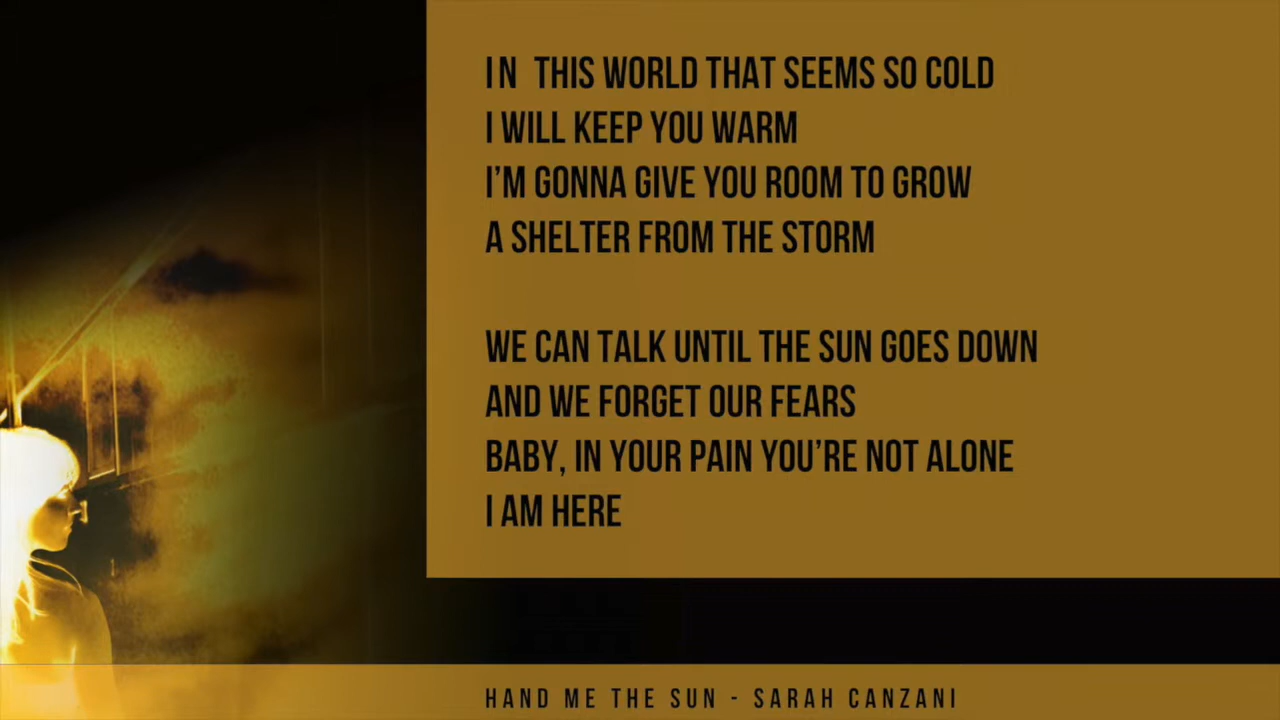 IN THIS WORLD THAT SEEMS SO COLD
I WILL KEEP YOU WARM
I'M GONNA GIVE YOU ROOM TO GROW
A SHELTER FROM THE STORM
WE CAN TALK UNTIL THE SUN GOES DOWN
AND WE FORGET OUR FEARS
BABY, IN YOUR PAIN YOU'RE NOT ALONE
I AM HERE
HAND ME THE SUN - SARAH CANZANI